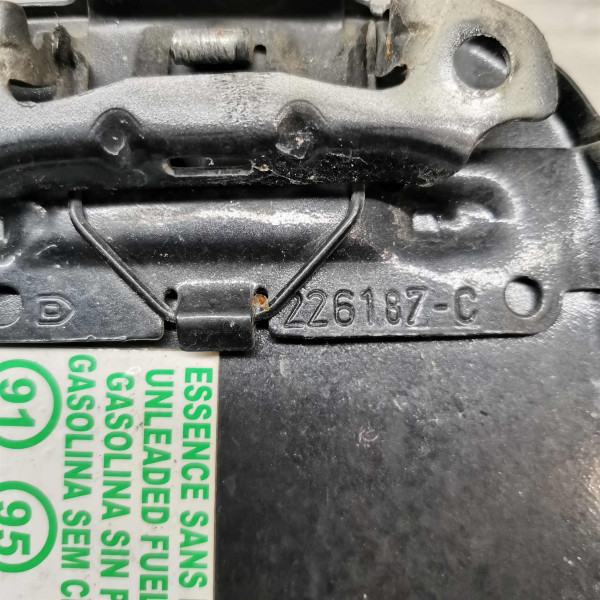 226187-C
D
91
95
ESSENCE SANS
UNLEADED FUEL
GASOLINA SIN P
GASOLINA SEM C